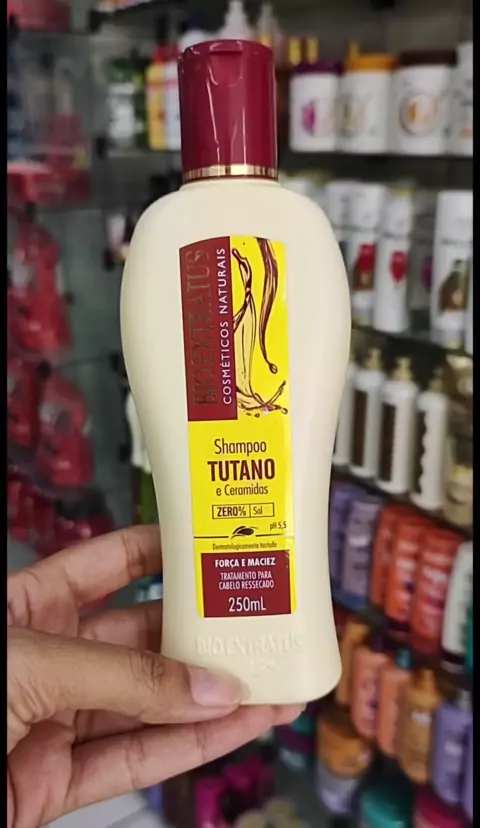 BIOEXTRATUS
COSMÉTICOS NATURAIS
Shampoo
TUTANO
e Ceramidas
ZERO% Sal
pH 5,5
Dermatologicamente testado
FORÇA E MACIEZ
TRATAMENTO PARA
CABELO RESSECADO
250mL
BIOEXTRATUS